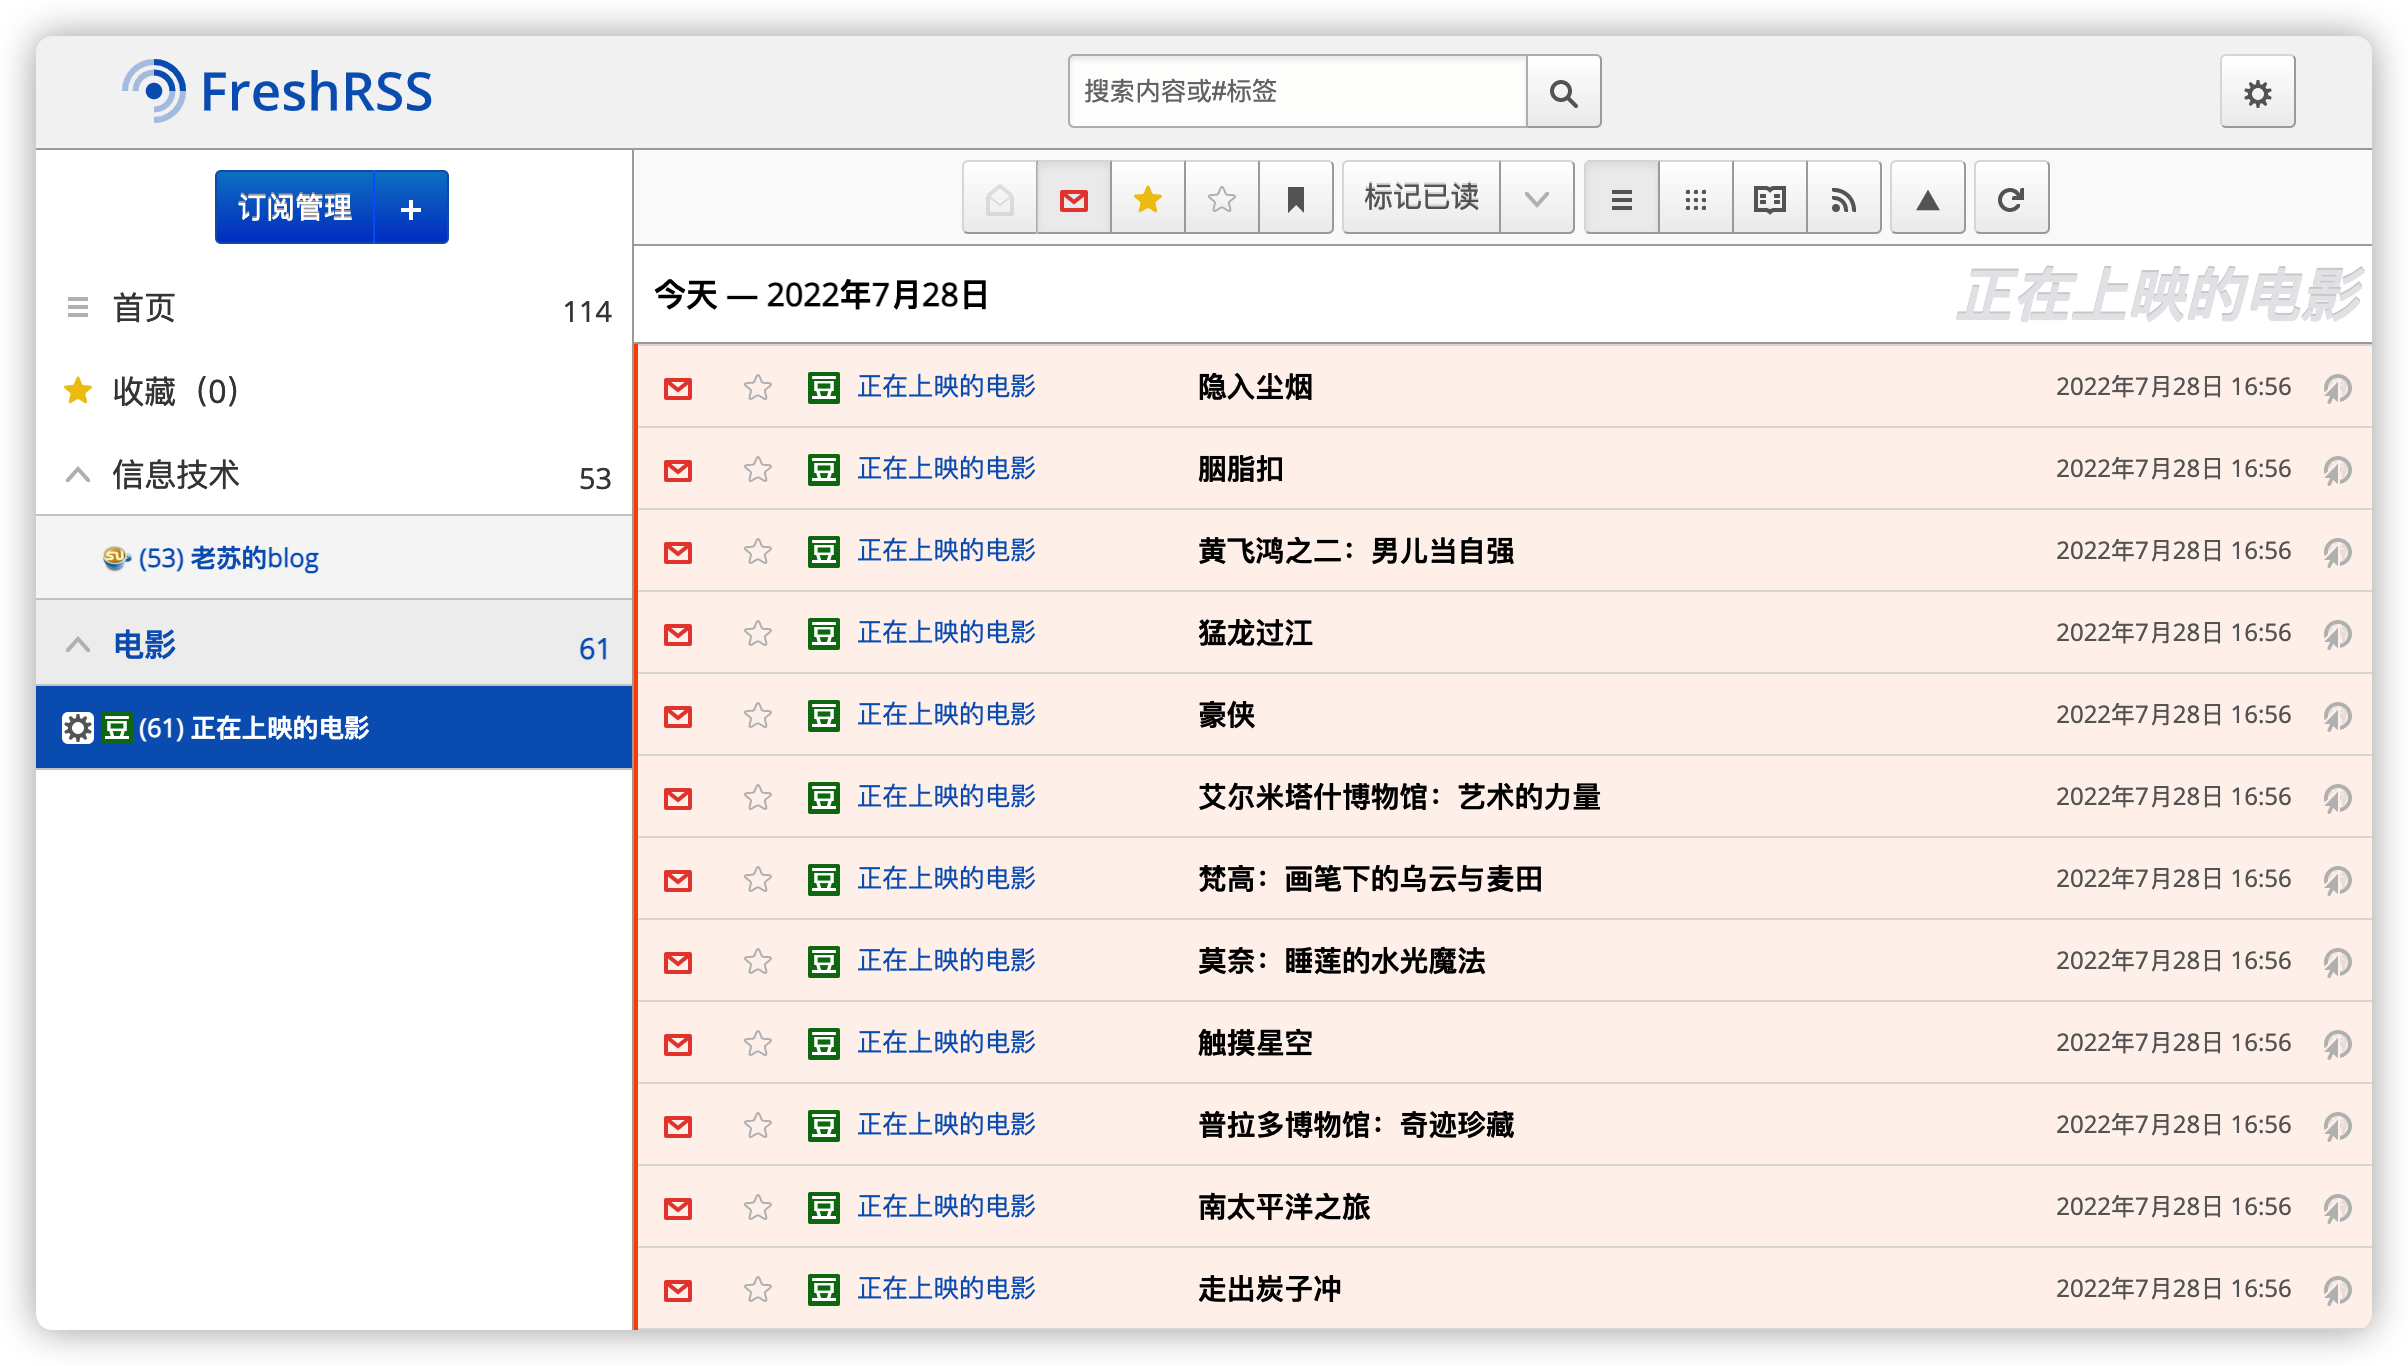 FreshRSS
搜索内容或#标签
订阅管理
标记已读
首页 114
收藏（0）
信息技术 53
(53) 老苏的blog
电影 61
豆 (61) 正在上映的电影
今天 — 2022年7月28日 正在上映的电影
豆 正在上映的电影 隐入尘烟 2022年7月28日 16:56
豆 正在上映的电影 胭脂扣 2022年7月28日 16:56
豆 正在上映的电影 黄飞鸿之二：男儿当自强 2022年7月28日 16:56
豆 正在上映的电影 猛龙过江 2022年7月28日 16:56
豆 正在上映的电影 豪侠 2022年7月28日 16:56
豆 正在上映的电影 艾尔米塔什博物馆：艺术的力量 2022年7月28日 16:56
豆 正在上映的电影 梵高：画笔下的乌云与麦田 2022年7月28日 16:56
豆 正在上映的电影 莫奈：睡莲的水光魔法 2022年7月28日 16:56
豆 正在上映的电影 触摸星空 2022年7月28日 16:56
豆 正在上映的电影 普拉多博物馆：奇迹珍藏 2022年7月28日 16:56
豆 正在上映的电影 南太平洋之旅 2022年7月28日 16:56
豆 正在上映的电影 走出炭子冲 2022年7月28日 16:56